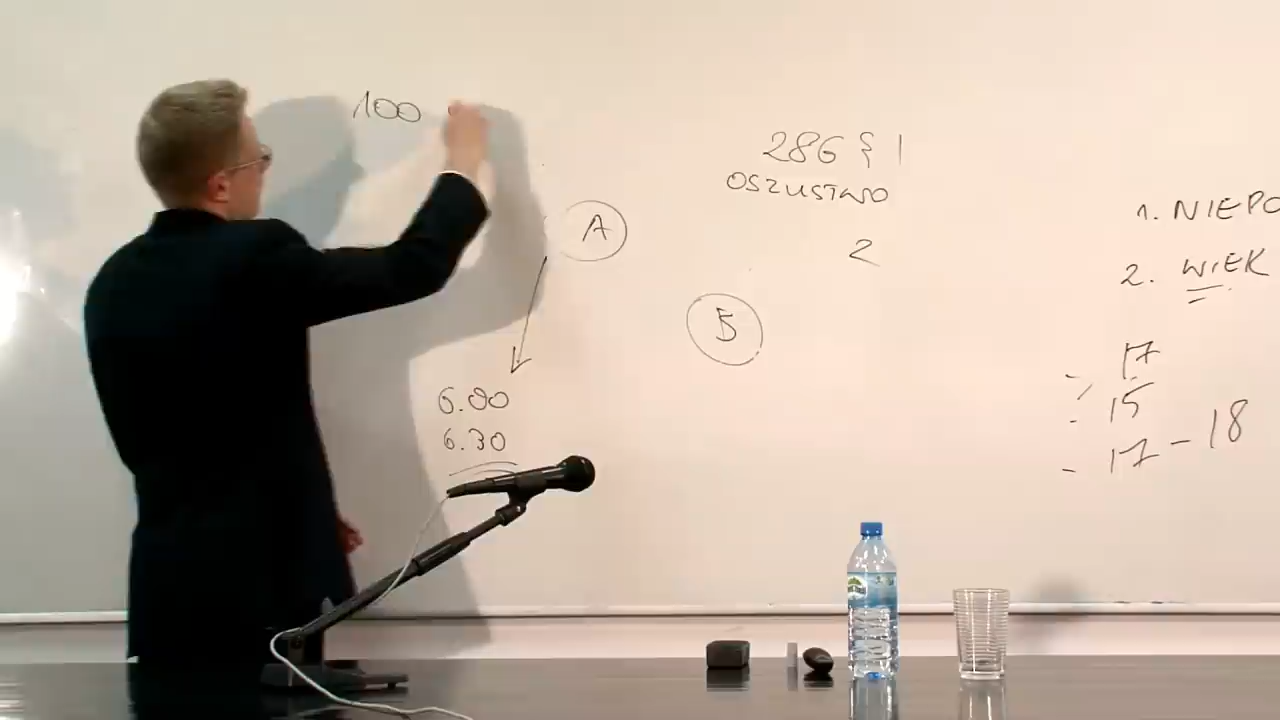 100
286 § 1
OSZUSTWO
2
A
B
6.00
6.30
1. NIEPO
2. WIEK
- 17
- 15
- 17 - 18